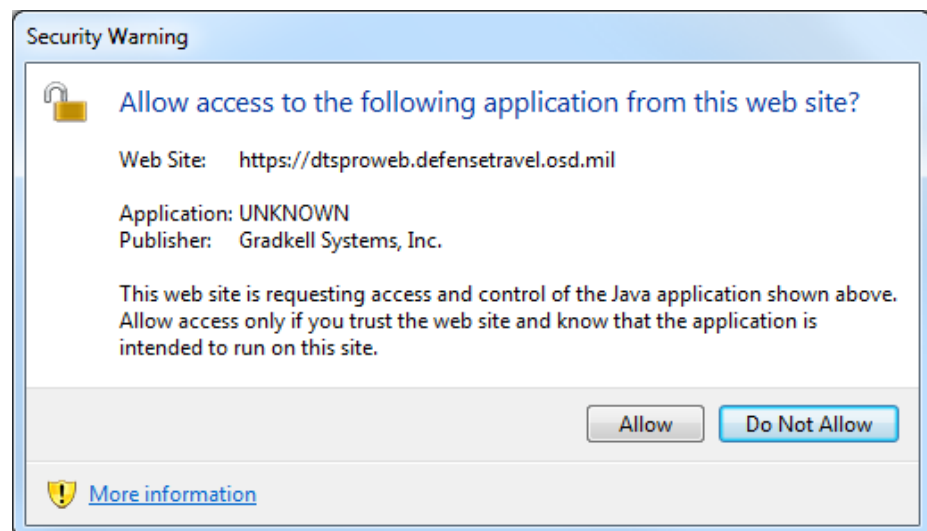 Security Warning
Allow access to the following application from this web site?
Web Site: https://dtsproweb.defensetravel.osd.mil
Application: UNKNOWN
Publisher: Gradkell Systems, Inc.
This web site is requesting access and control of the Java application shown above.
Allow access only if you trust the web site and know that the application is
intended to run on this site.
Allow Do Not Allow
More information